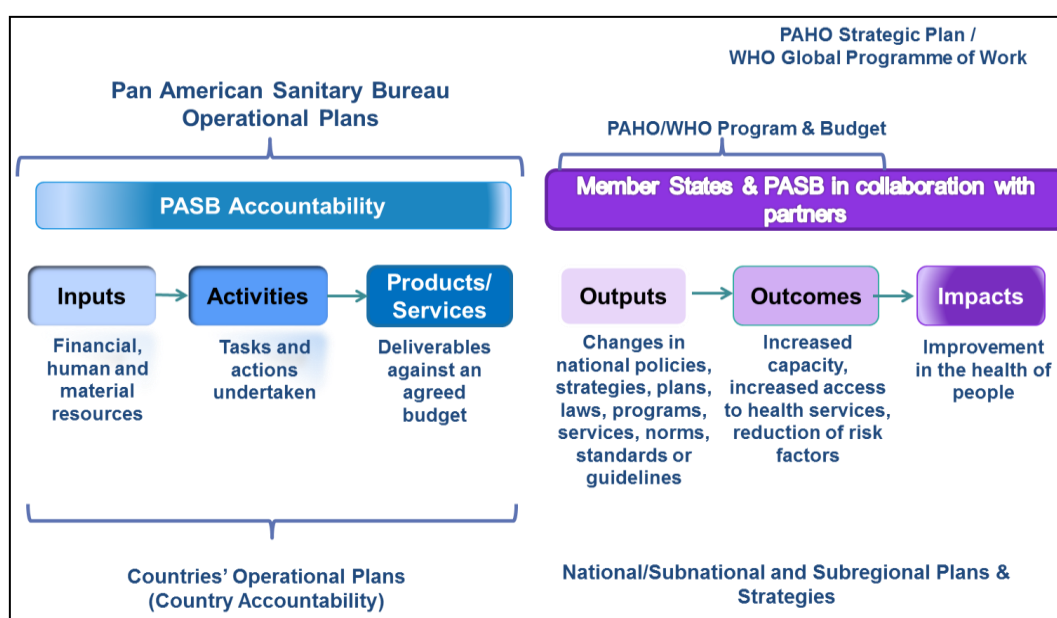 PAHO Strategic Plan /
WHO Global Programme of Work
Pan American Sanitary Bureau
Operational Plans
PAHO/WHO Program & Budget
PASB Accountability
Member States & PASB in collaboration with
partners
Inputs
Activities
Products/
Services
Outputs
Outcomes
Impacts
Financial,
human and
material
resources
Tasks and
actions
undertaken
Deliverables
against an
agreed
budget
Changes in
national policies,
strategies, plans,
laws, programs,
services, norms,
standards or
guidelines
Increased
capacity,
increased access
to health services,
reduction of risk
factors
Improvement
in the health of
people
Countries' Operational Plans
(Country Accountability)
National/Subnational and Subregional Plans &
Strategies